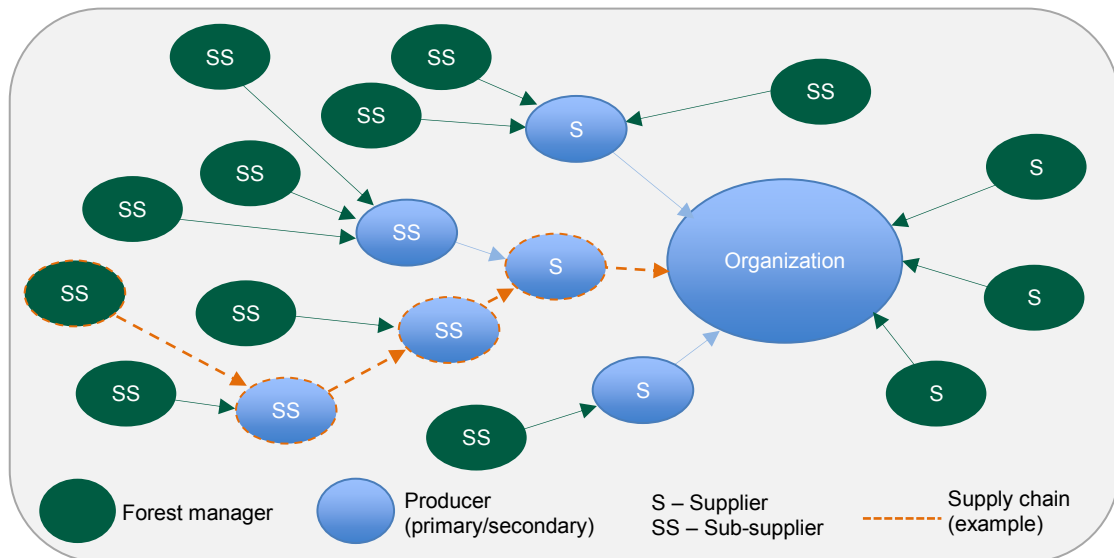 SS
SS
SS
SS
S
SS
S
SS
SS
SS
S
Organization
SS
S
SS
SS
SS
S
S
SS
SS
Forest manager
Producer
(primary/secondary)
S – Supplier
SS – Sub-supplier
Supply chain
(example)